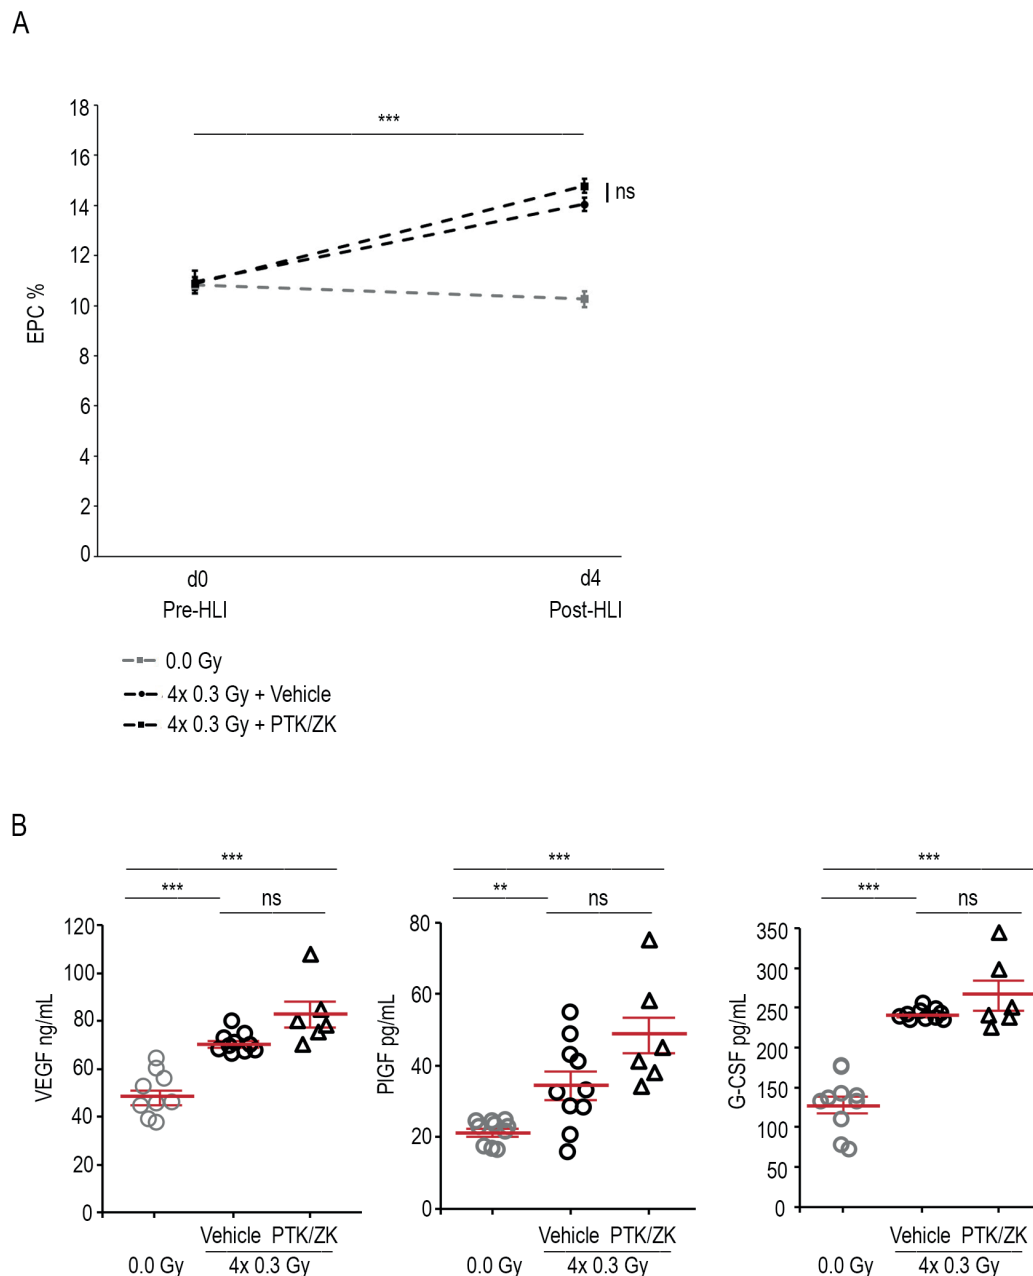 A
18
16
14
12
10
8
6
4
2
0
EPC %
***
ns
d0
d4
Pre-HLI
Post-HLI
0.0 Gy
4x 0.3 Gy + Vehicle
4x 0.3 Gy + PTK/ZK
B
***
***
ns
120
100
80
60
40
20
0
VEGF ng/mL
Vehicle PTK/ZK
0.0 Gy
4x 0.3 Gy
***
**
ns
80
60
40
20
0
PIGF pg/mL
Vehicle PTK/ZK
0.0 Gy
4x 0.3 Gy
***
***
ns
350
300
250
200
150
100
50
0
G-CSF pg/mL
Vehicle PTK/ZK
0.0 Gy
4x 0.3 Gy